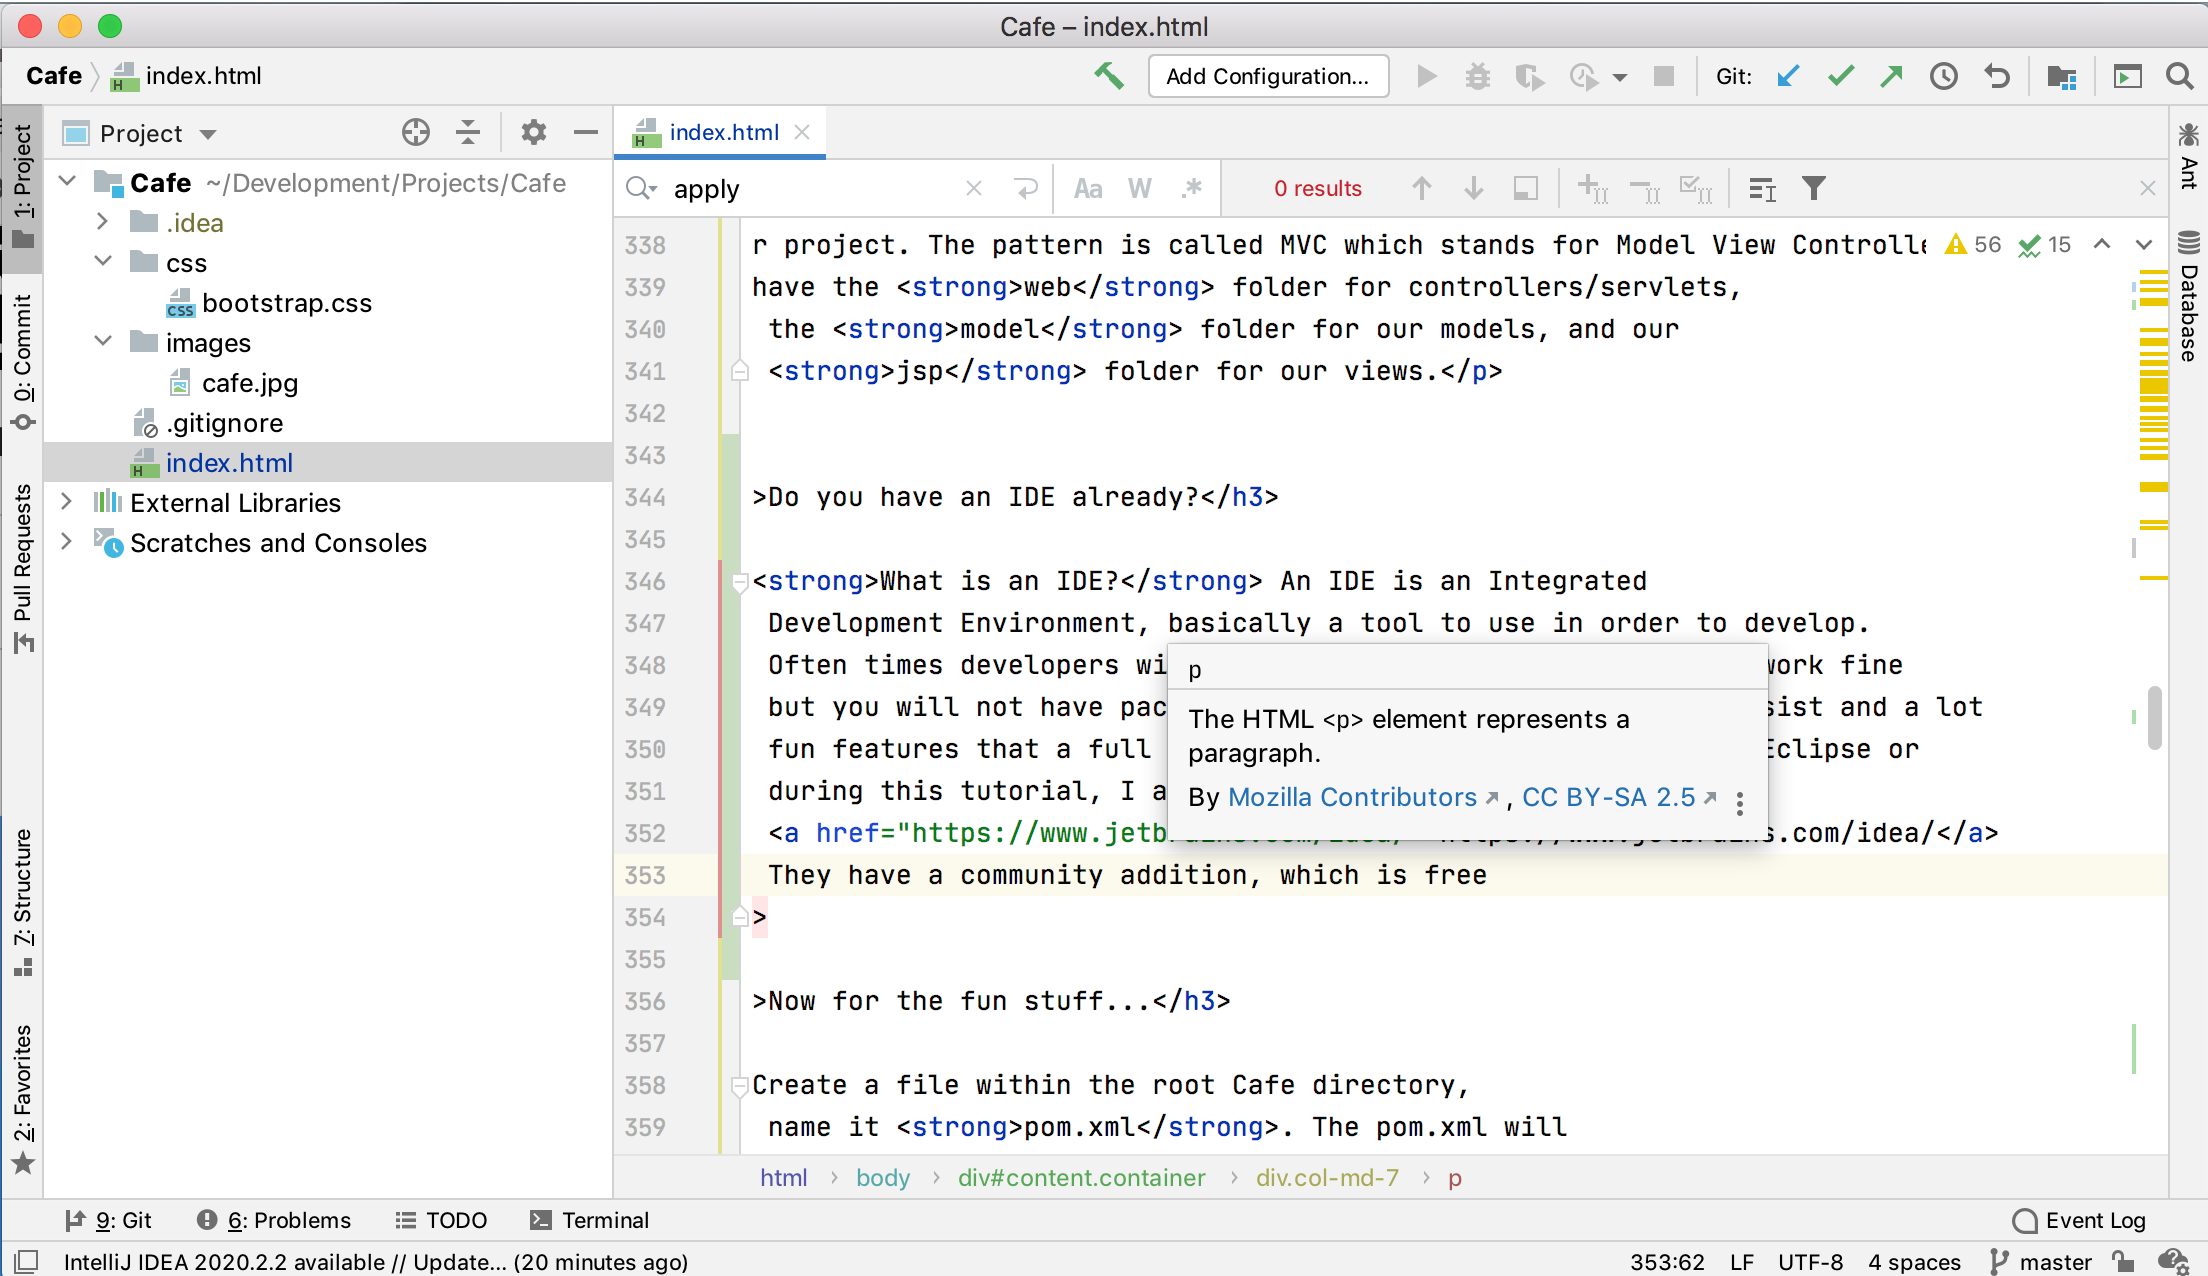 Cafe – index.html
Cafe index.html
Add Configuration...
Git:
1: Project
0: Commit
Pull Requests
7: Structure
2: Favorites
Project
Cafe ~/Development/Projects/Cafe
.idea
css
bootstrap.css
images
cafe.jpg
.gitignore
index.html
External Libraries
Scratches and Consoles
index.html
apply
Aa W .*
0 results
56 15
338 r project. The pattern is called MVC which stands for Model View Controlle
339 have the <strong>web</strong> folder for controllers/servlets,
340 the <strong>model</strong> folder for our models, and our
341 <strong>jsp</strong> folder for our views.</p>
342
343
344 >Do you have an IDE already?</h3>
345
346 <strong>What is an IDE?</strong> An IDE is an Integrated
347 Development Environment, basically a tool to use in order to develop.
348 Often times developers wi work fine
349 but you will not have pac sist and a lot
350 fun features that a full Eclipse or
351 during this tutorial, I a
352 <a href="https://www.jetb s.com/idea/</a>
353 They have a community addition, which is free
354 >
355
356 >Now for the fun stuff...</h3>
357
358 Create a file within the root Cafe directory,
359 name it <strong>pom.xml</strong>. The pom.xml will
p
The HTML <p> element represents a
paragraph.
By Mozilla Contributors , CC BY-SA 2.5
html body div#content.container div.col-md-7 p
Ant
Database
9: Git 6: Problems TODO Terminal
Event Log
IntelliJ IDEA 2020.2.2 available // Update... (20 minutes ago)
353:62 LF UTF-8 4 spaces master